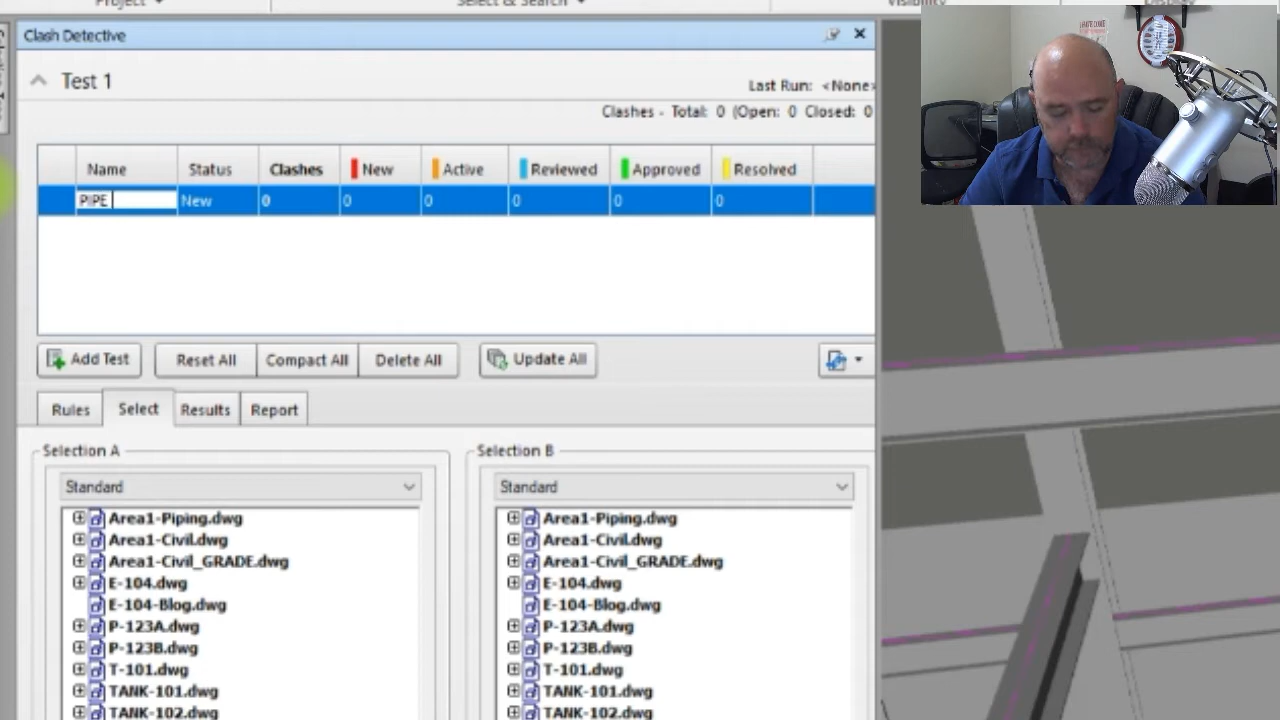 Project
Select & Search
Visibility
Display
Clash Detective
Test 1
Last Run: <None>
Clashes - Total: 0 (Open: 0 Closed: 0
Name Status Clashes New Active Reviewed Approved Resolved
PIPE New 0 0 0 0 0 0
Add Test Reset All Compact All Delete All Update All
Rules Select Results Report
Selection A
Standard
Area1-Piping.dwg
Area1-Civil.dwg
Area1-Civil_GRADE.dwg
E-104.dwg
E-104-Blog.dwg
P-123A.dwg
P-123B.dwg
T-101.dwg
TANK-101.dwg
TANK-102.dwg
Selection B
Standard
Area1-Piping.dwg
Area1-Civil.dwg
Area1-Civil_GRADE.dwg
E-104.dwg
E-104-Blog.dwg
P-123A.dwg
P-123B.dwg
T-101.dwg
TANK-101.dwg
TANK-102.dwg